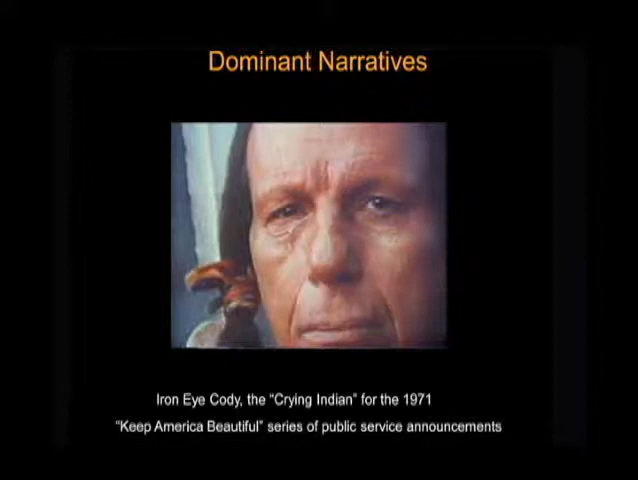 Dominant Narratives
Iron Eye Cody, the "Crying Indian" for the 1971
"Keep America Beautiful" series of public service announcements